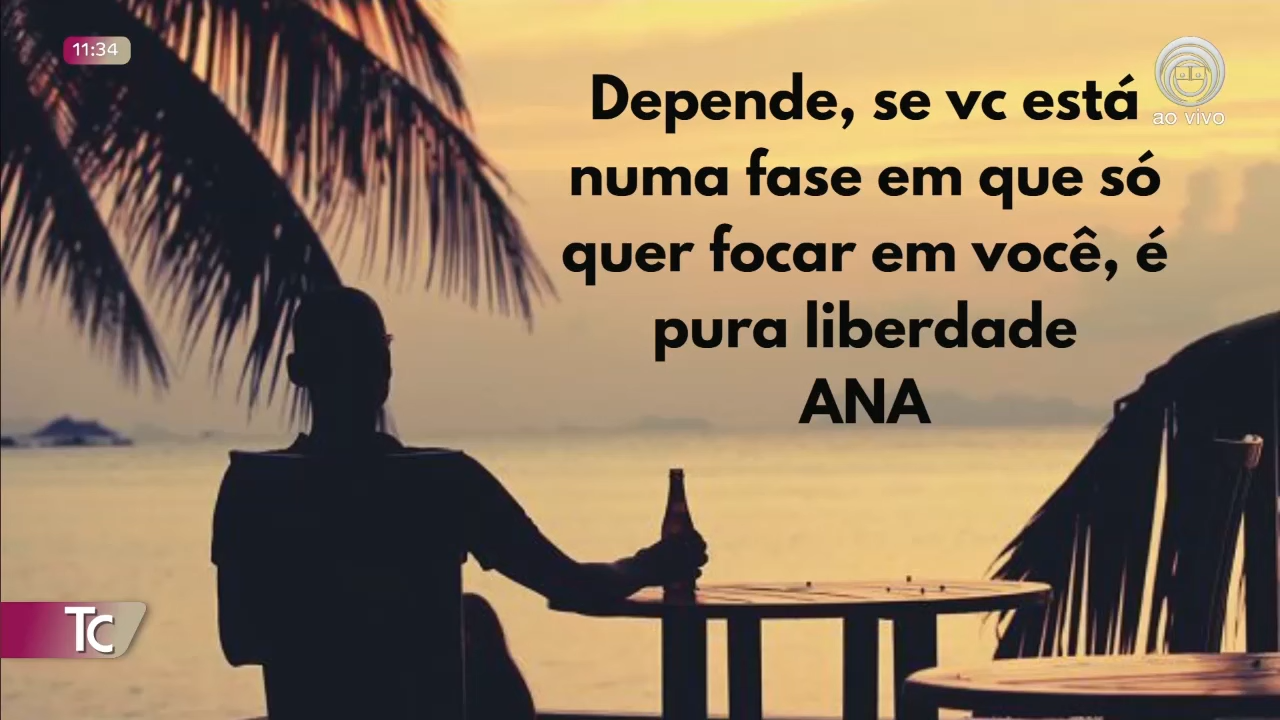 11:34
Depende, se vc está
ao vivo
numa fase em que só
quer focar em você, é
pura liberdade
ANA
Tc